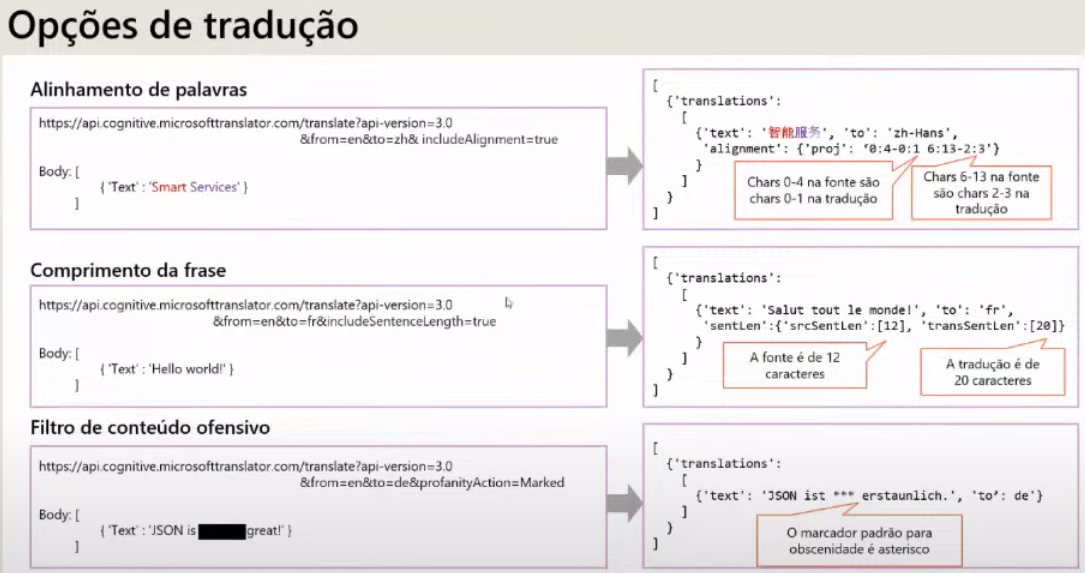 Opções de tradução
Alinhamento de palavras
https://api.cognitive.microsofttranslator.com/translate?api-version=3.0
&from=en&to=zh& includeAlignment=true
Body: [
{ 'Text' : 'Smart Services' }
]
[
{'translations':
[
{'text': '智能服务', 'to': 'zh-Hans',
'alignment': {'proj': '0:4-0:1 6:13-2:3'}
}
]
}
]
Chars 0-4 na fonte são
chars 0-1 na tradução
Chars 6-13 na fonte
são chars 2-3 na
tradução
Comprimento da frase
https://api.cognitive.microsofttranslator.com/translate?api-version=3.0
&from=en&to=fr&includeSentenceLength=true
Body: [
{ 'Text' : 'Hello world!' }
]
[
{'translations':
[
{'text': 'Salut tout le monde!', 'to': 'fr',
'sentLen':{'srcSentLen':[12], 'transSentLen':[20]}
}
]
}
]
A fonte é de 12
caracteres
A tradução é de
20 caracteres
Filtro de conteúdo ofensivo
https://api.cognitive.microsofttranslator.com/translate?api-version=3.0
&from=en&to=de&profanityAction=Marked
Body: [
{ 'Text' : 'JSON is great!' }
]
[
{'translations':
[
{'text': 'JSON ist *** erstaunlich.', 'to': de'}
]
}
]
O marcador padrão para
obscenidade é asterisco